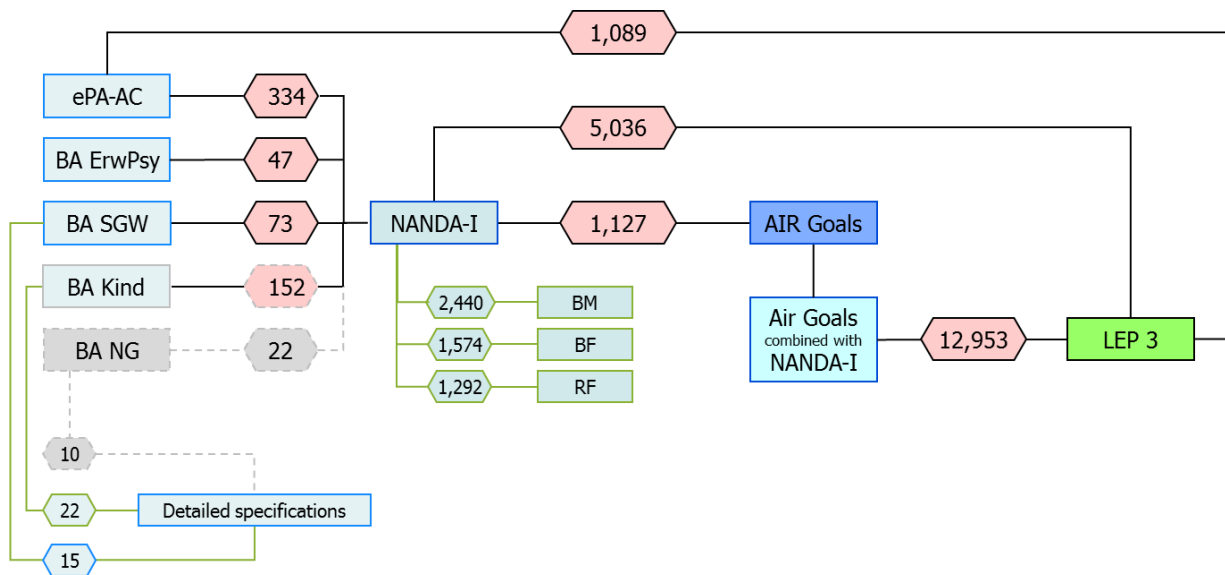 1,089
ePA-AC
334
5,036
BA ErwPsy
47
BA SGW
73
NANDA-I
1,127
AIR Goals
BA Kind
152
2,440
BM
BA NG
22
1,574
BF
1,292
RF
Air Goals
combined with
NANDA-I
12,953
LEP 3
10
22
Detailed specifications
15